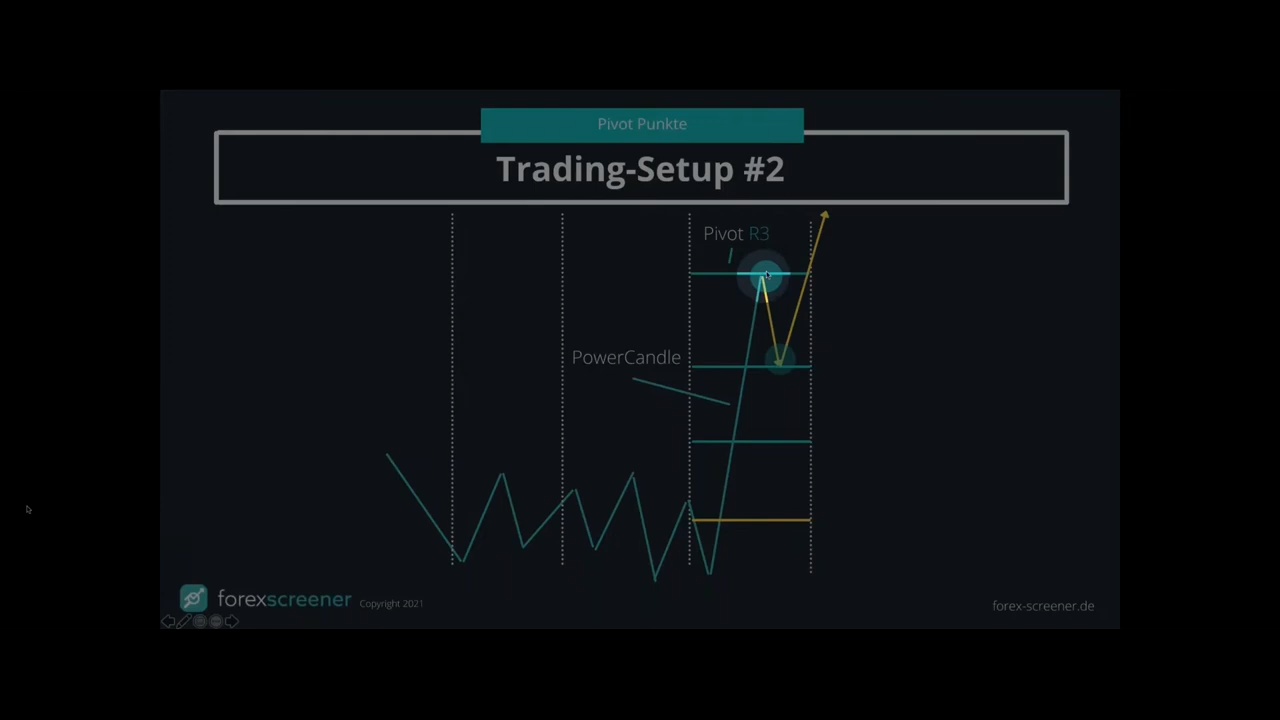 Pivot Punkte
Trading-Setup #2
Pivot R3
PowerCandle
forexscreener Copyright 2021
forex-screener.de